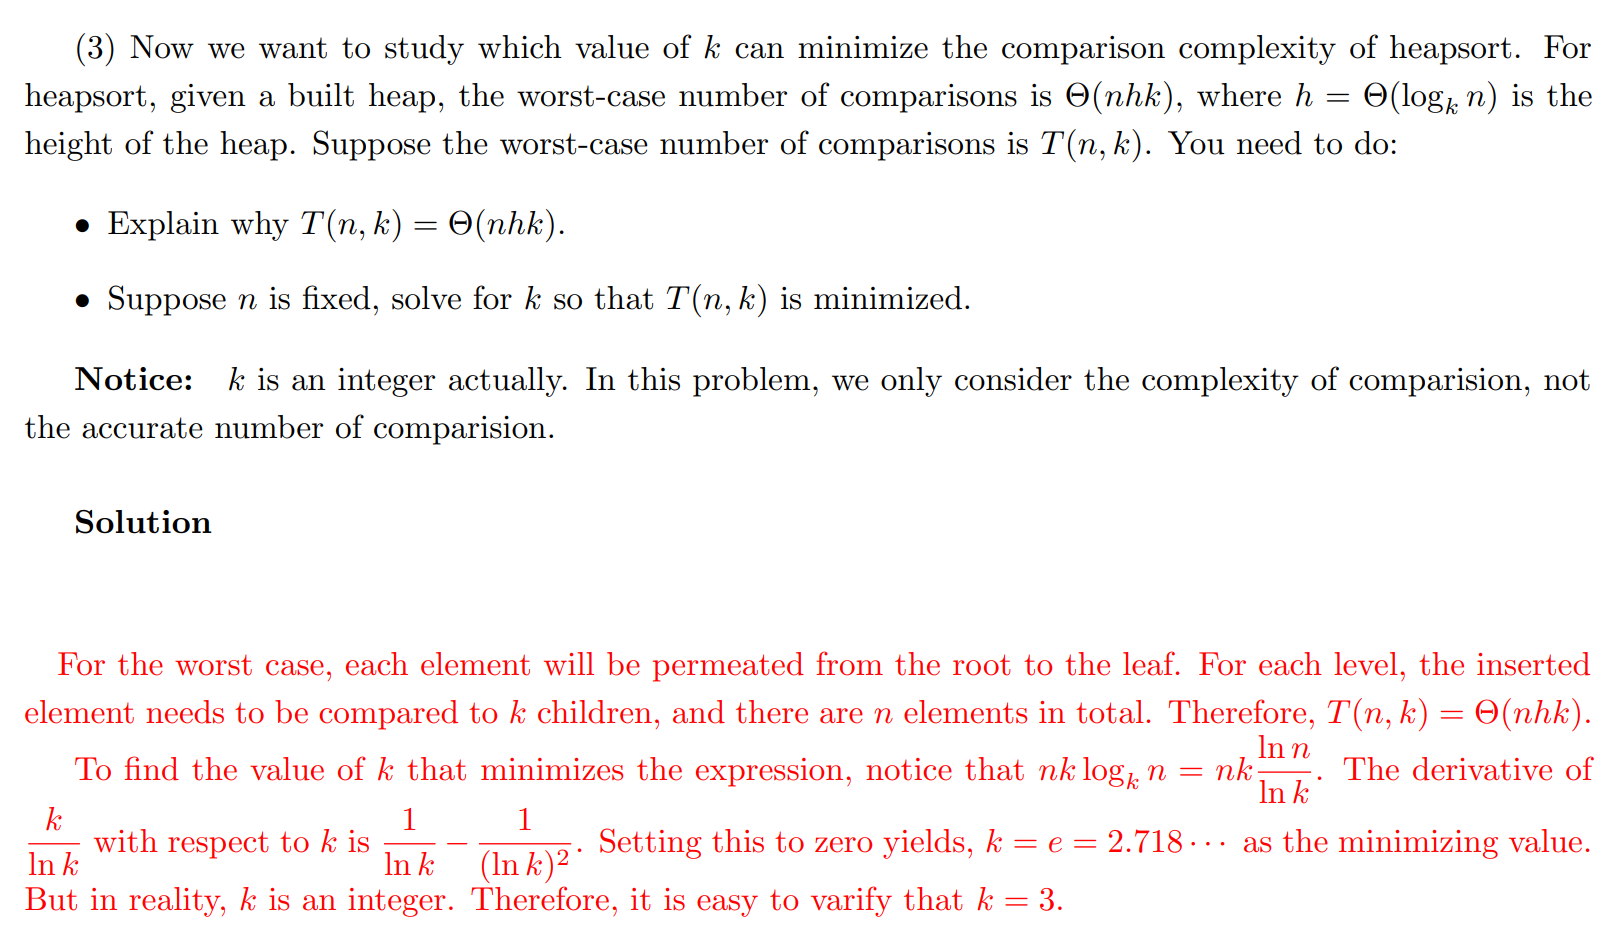 (3) Now we want to study which value of k can minimize the comparison complexity of heapsort. For
heapsort, given a built heap, the worst-case number of comparisons is Θ(nhk), where h = Θ(log_k n) is the
height of the heap. Suppose the worst-case number of comparisons is T(n, k). You need to do:
• Explain why T(n, k) = Θ(nhk).
• Suppose n is fixed, solve for k so that T(n, k) is minimized.
Notice: k is an integer actually. In this problem, we only consider the complexity of comparision, not
the accurate number of comparision.
Solution
For the worst case, each element will be permeated from the root to the leaf. For each level, the inserted
element needs to be compared to k children, and there are n elements in total. Therefore, T(n, k) = Θ(nhk).
To find the value of k that minimizes the expression, notice that nk log_k n = nk \frac{ln n}{ln k}. The derivative of
\frac{k}{ln k} with respect to k is \frac{1}{ln k} − \frac{1}{(ln k)^2}. Setting this to zero yields, k = e = 2.718··· as the minimizing value.
But in reality, k is an integer. Therefore, it is easy to varify that k = 3.